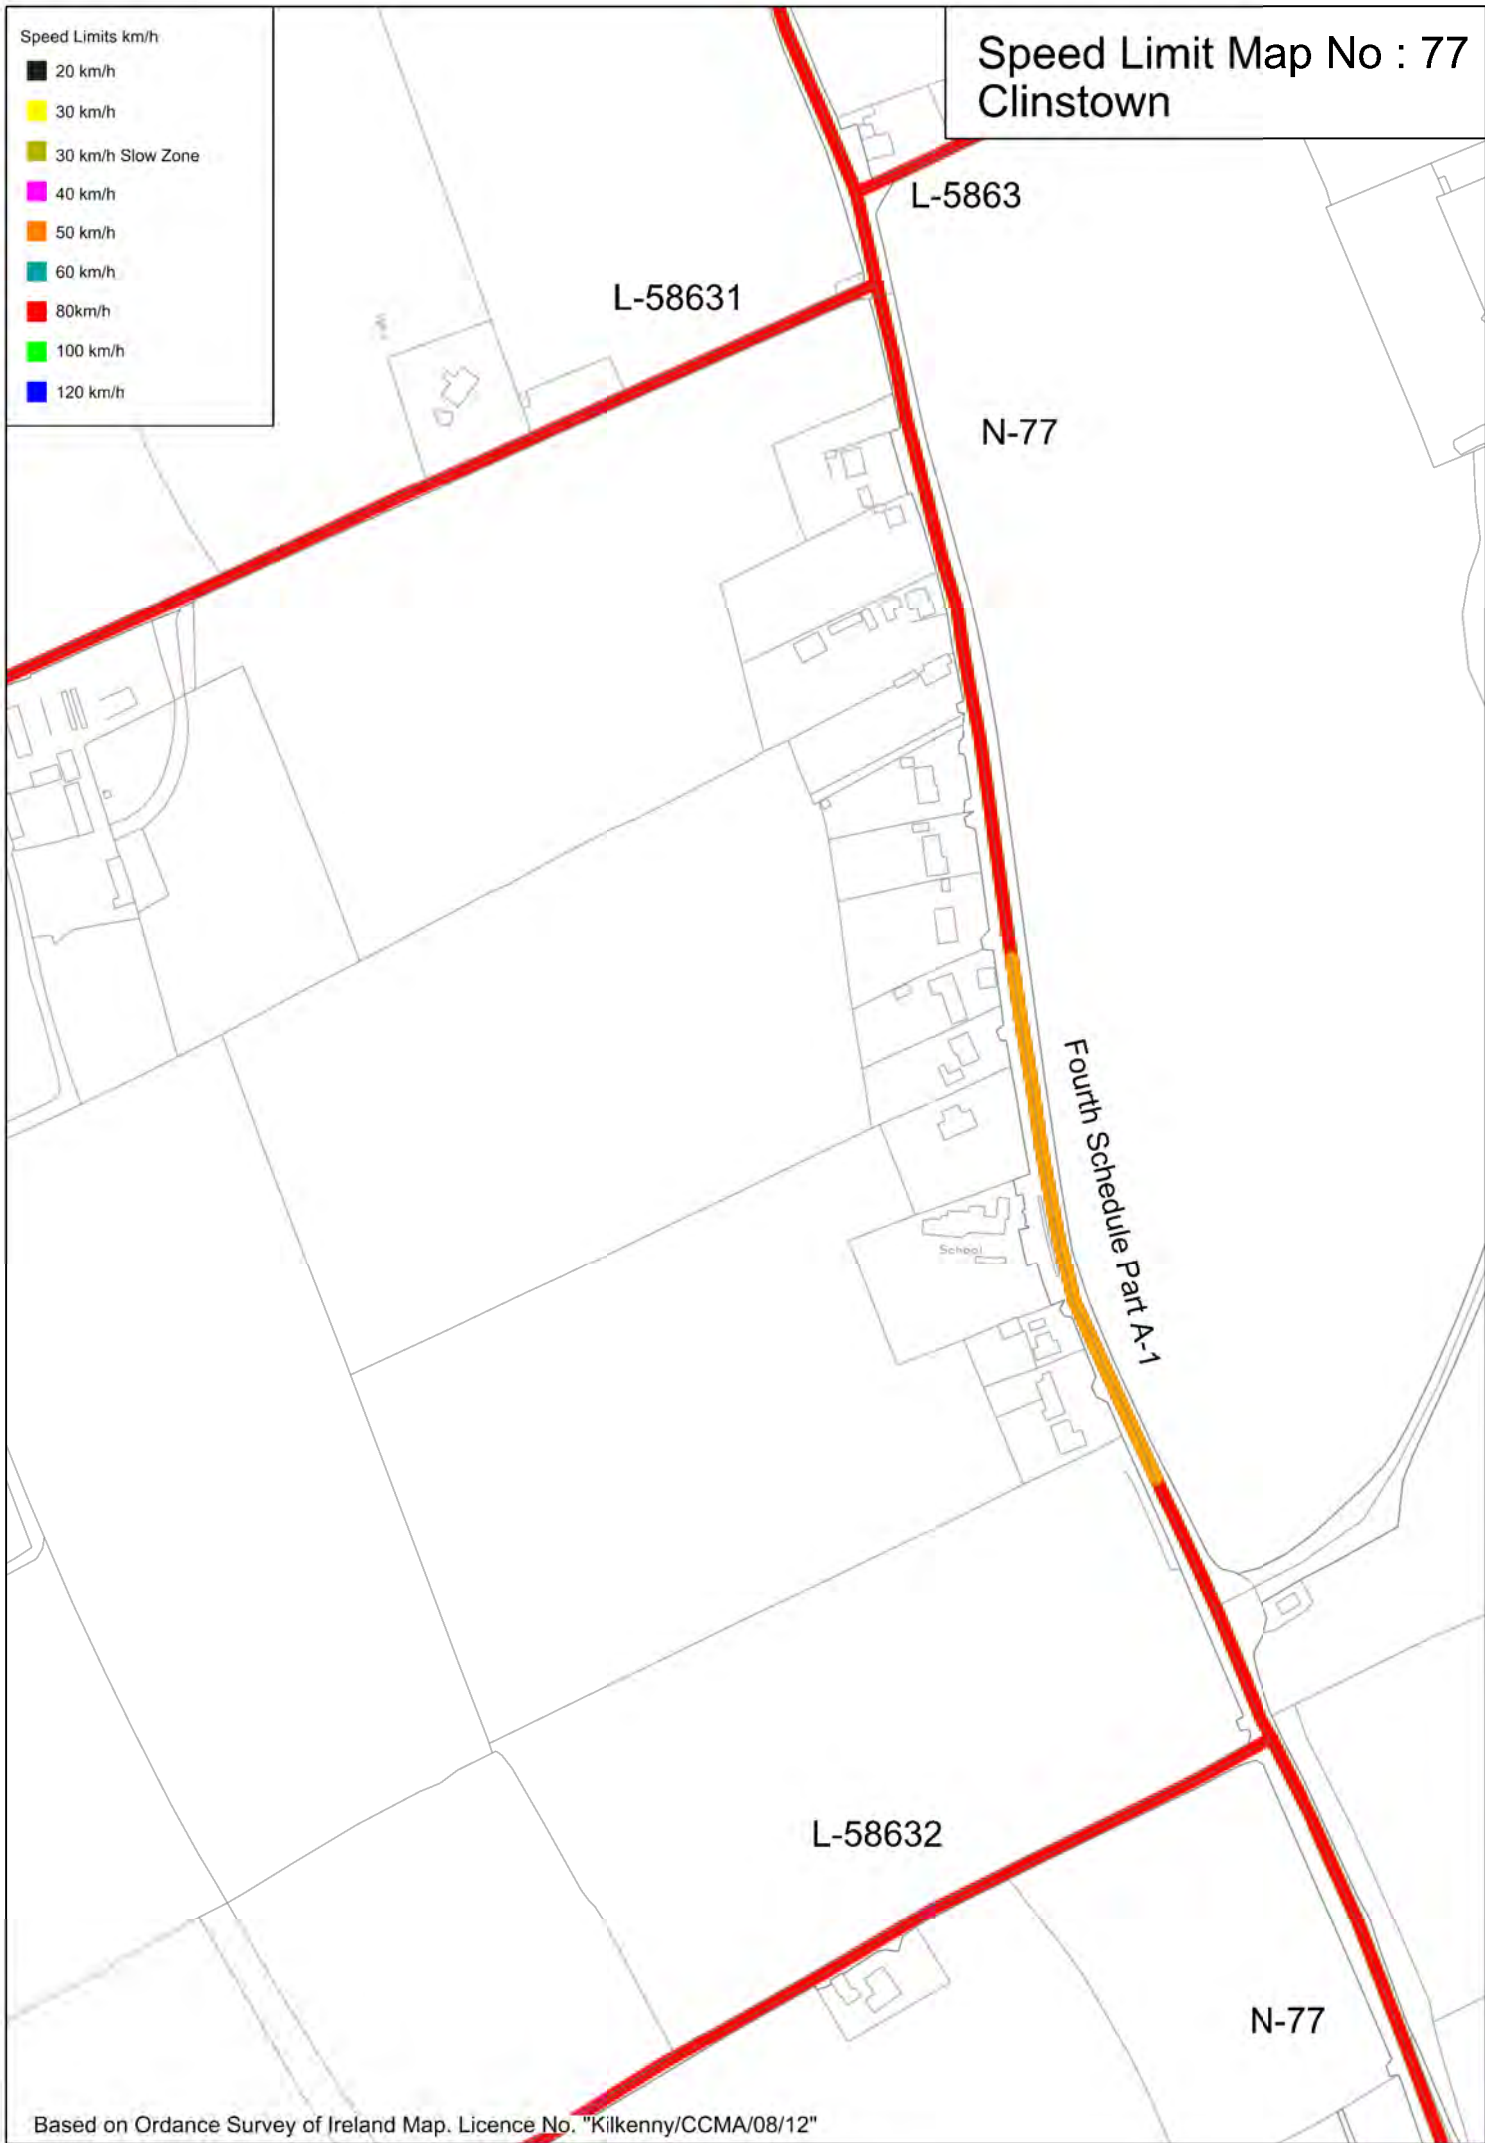 Speed Limits km/h
20 km/h
30 km/h
30 km/h Slow Zone
40 km/h
50 km/h
60 km/h
80km/h
100 km/h
120 km/h
Speed Limit Map No : 77
Clinstown
L-5863
L-58631
N-77
Fourth Schedule Part A-1
School
L-58632
N-77
Based on Ordance Survey of Ireland Map. Licence No. "Kilkenny/CCMA/08/12"